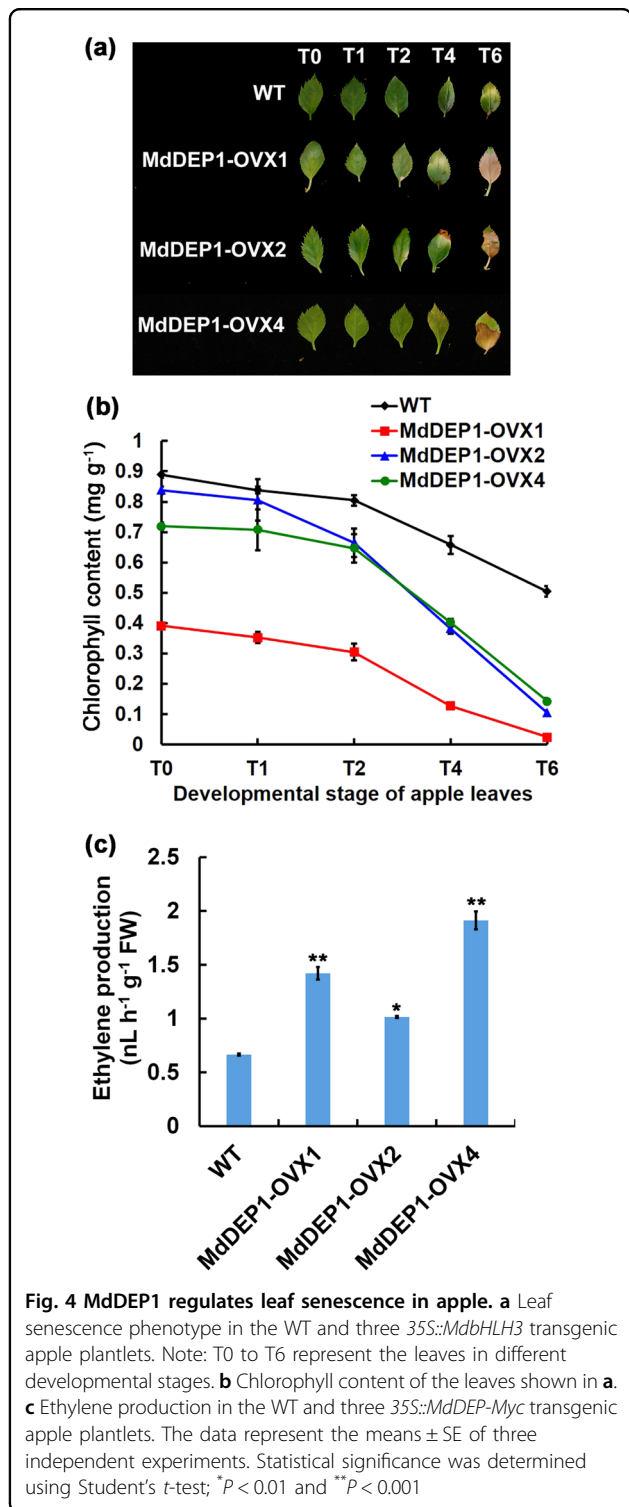 (a)
T0 T1 T2 T4 T6
WT
MdDEP1-OVX1
MdDEP1-OVX2
MdDEP1-OVX4
(b)
WT
MdDEP1-OVX1
MdDEP1-OVX2
MdDEP1-OVX4
Chlorophyll content (mg g⁻¹)
1
0.9
0.8
0.7
0.6
0.5
0.4
0.3
0.2
0.1
0
T0 T1 T2 T4 T6
Developmental stage of apple leaves
(c)
Ethylene production
(nL h⁻¹ g⁻¹ FW)
2.5
2
1.5
1
0.5
0
**
*
**
WT
MdDEP1-OVX1
MdDEP1-OVX2
MdDEP1-OVX4
Fig. 4 MdDEP1 regulates leaf senescence in apple. a Leaf
senescence phenotype in the WT and three 35S::MdbHLH3 transgenic
apple plantlets. Note: T0 to T6 represent the leaves in different
developmental stages. b Chlorophyll content of the leaves shown in a.
c Ethylene production in the WT and three 35S::MdDEP-Myc transgenic
apple plantlets. The data represent the means ± SE of three
independent experiments. Statistical significance was determined
using Student's t-test; *P < 0.01 and **P < 0.001